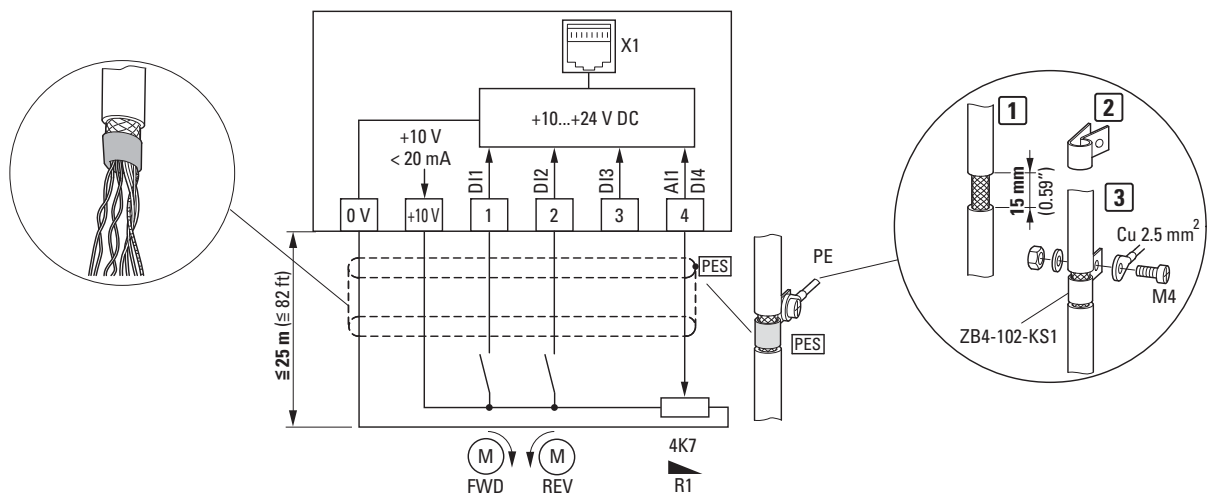 X1
+10...+24 V DC
+10 V
< 20 mA
DI1
DI2
DI3
AI1
DI4
0 V
+10 V
1
2
3
4
≦ 25 m (≦ 82 ft)
PES
PE
PES
M
FWD
M
REV
4K7
R1
1
2
15 mm
(0.59″)
3
Cu 2.5 mm²
M4
ZB4-102-KS1